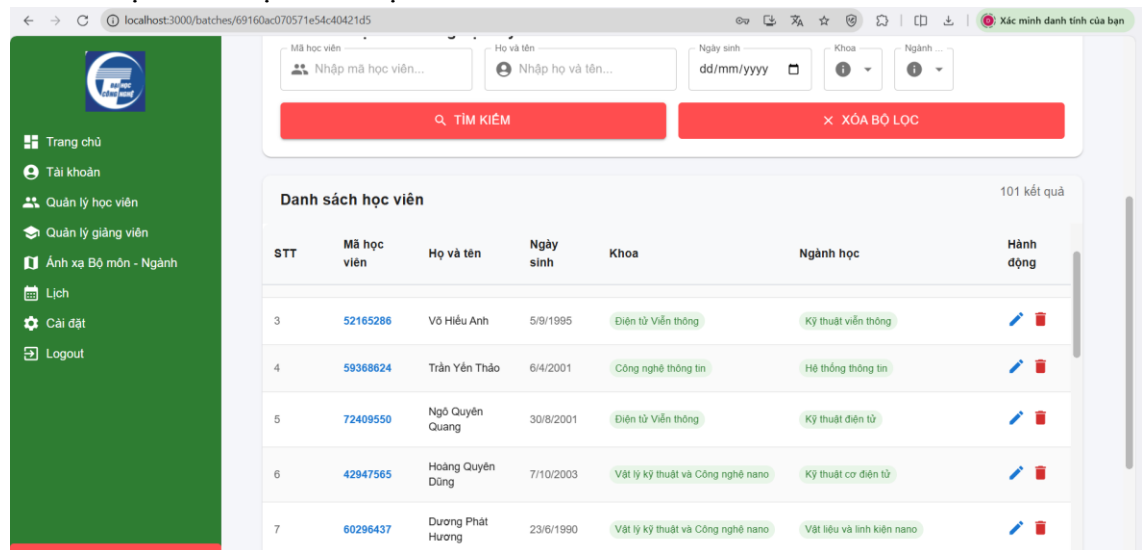 localhost:3000/batches/69160ac070571e54c40421d5
Xác minh danh tính của bạn
ĐẠI HỌC
CÔNG NGHỆ
Trang chủ
Tài khoản
Quản lý học viên
Quản lý giảng viên
Ánh xạ Bộ môn - Ngành
Lịch
Cài đặt
Logout
Mã học viên Họ và tên Ngày sinh Khoa Ngành ...
Nhập mã học viên... Nhập họ và tên... dd/mm/yyyy
TÌM KIẾM XÓA BỘ LỌC
Danh sách học viên 101 kết quả
STT Mã học viên Họ và tên Ngày sinh Khoa Ngành học Hành động
3 52165286 Võ Hiếu Anh 5/9/1995 Điện tử Viễn thông Kỹ thuật viễn thông
4 59368624 Trần Yến Thảo 6/4/2001 Công nghệ thông tin Hệ thống thông tin
5 72409550 Ngô Quyên Quang 30/8/2001 Điện tử Viễn thông Kỹ thuật điện tử
6 42947565 Hoàng Quyên Dũng 7/10/2003 Vật lý kỹ thuật và Công nghệ nano Kỹ thuật cơ điện tử
7 60296437 Dương Phát Hương 23/6/1990 Vật lý kỹ thuật và Công nghệ nano Vật liệu và linh kiện nano